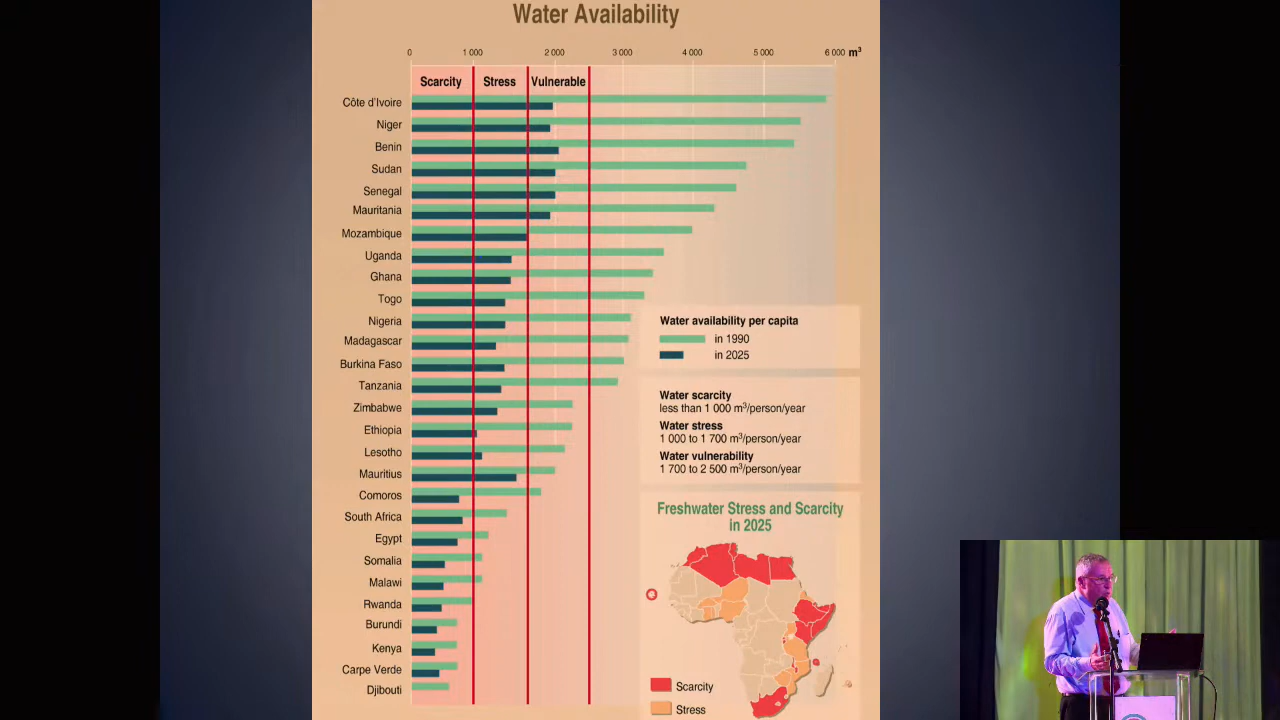 Water Availability
0 1 000 2 000 3 000 4 000 5 000 6 000 m³
Scarcity Stress Vulnerable
Côte d'Ivoire
Niger
Benin
Sudan
Senegal
Mauritania
Mozambique
Uganda
Ghana
Togo
Nigeria
Madagascar
Burkina Faso
Tanzania
Zimbabwe
Ethiopia
Lesotho
Mauritius
Comoros
South Africa
Egypt
Somalia
Malawi
Rwanda
Burundi
Kenya
Carpe Verde
Djibouti
Water availability per capita
in 1990
in 2025
Water scarcity
less than 1 000 m³/person/year
Water stress
1 000 to 1 700 m³/person/year
Water vulnerability
1 700 to 2 500 m³/person/year
Freshwater Stress and Scarcity
in 2025
Scarcity
Stress